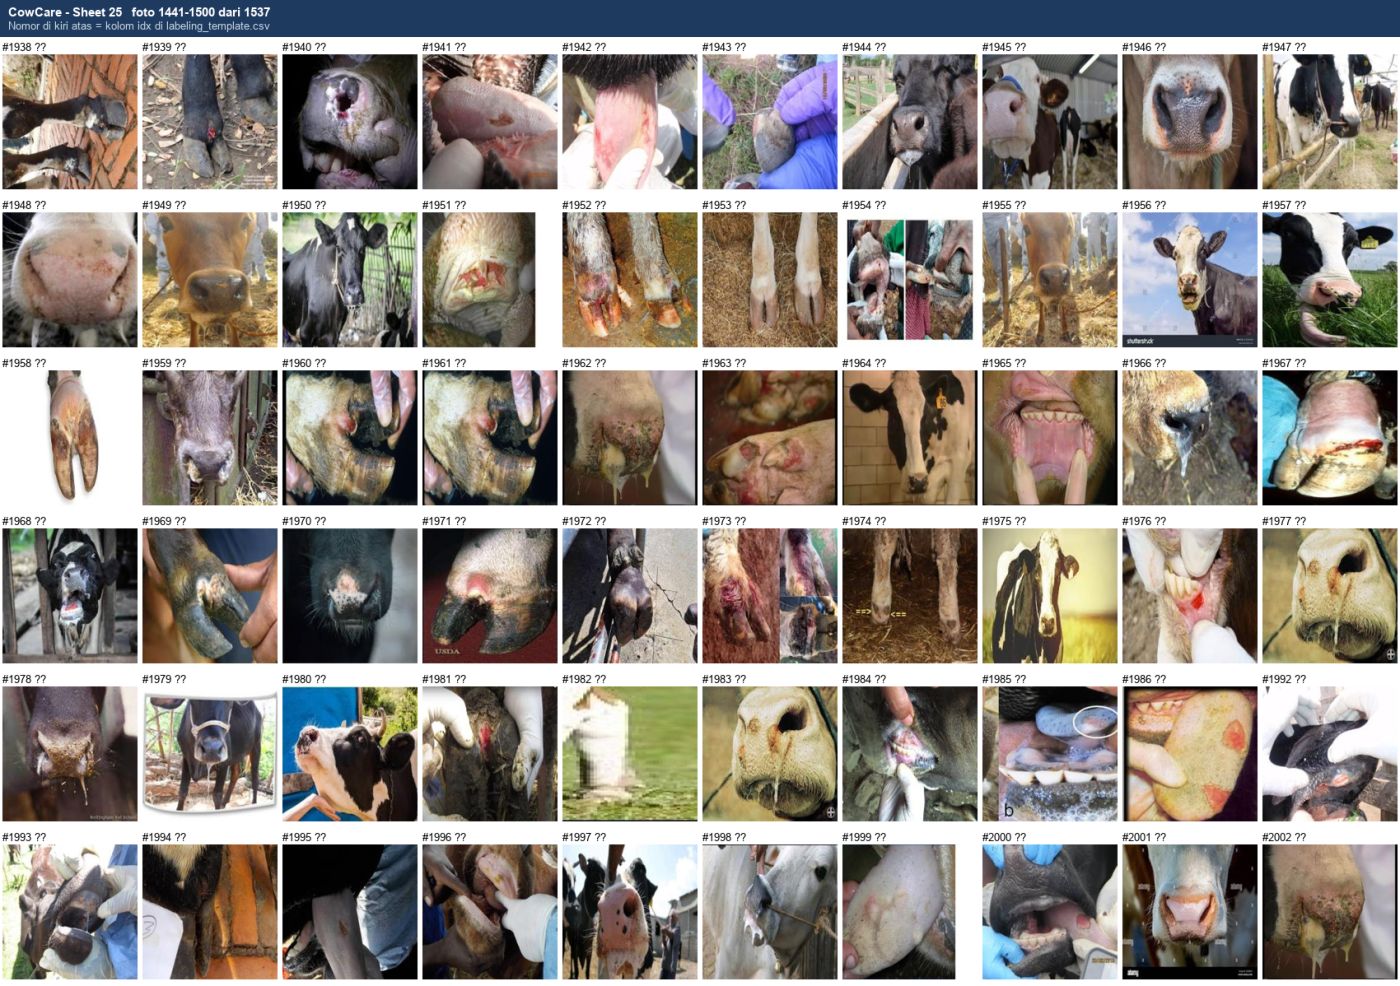 CowCare - Sheet 25 foto 1441-1500 dari 1537
Nomor di kiri atas = kolom idx di labeling_template.csv
#1938 ?? #1939 ?? #1940 ?? #1941 ?? #1942 ?? #1943 ?? #1944 ?? #1945 ?? #1946 ?? #1947 ??
#1948 ?? #1949 ?? #1950 ?? #1951 ?? #1952 ?? #1953 ?? #1954 ?? #1955 ?? #1956 ?? #1957 ??
shutterstock
#1958 ?? #1959 ?? #1960 ?? #1961 ?? #1962 ?? #1963 ?? #1964 ?? #1965 ?? #1966 ?? #1967 ??
#1968 ?? #1969 ?? #1970 ?? #1971 ?? #1972 ?? #1973 ?? #1974 ?? #1975 ?? #1976 ?? #1977 ??
==> <==
USDA
#1978 ?? #1979 ?? #1980 ?? #1981 ?? #1982 ?? #1983 ?? #1984 ?? #1985 ?? #1986 ?? #1992 ??
b
#1993 ?? #1994 ?? #1995 ?? #1996 ?? #1997 ?? #1998 ?? #1999 ?? #2000 ?? #2001 ?? #2002 ??
alamy